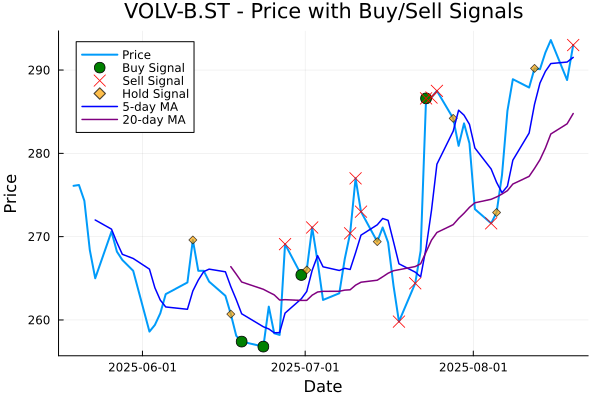 VOLV-B.ST - Price with Buy/Sell Signals
Price
Buy Signal
Sell Signal
Hold Signal
5-day MA
20-day MA
Price
290
280
270
260
2025-06-01
2025-07-01
2025-08-01
Date